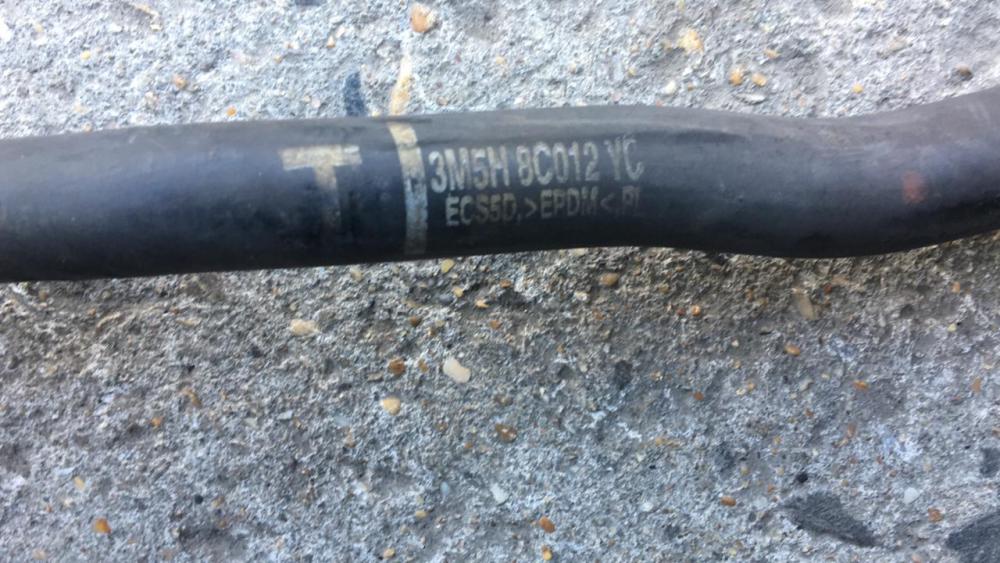 T
3M5H 8C012 YC
ECS5D,>EPDM<,